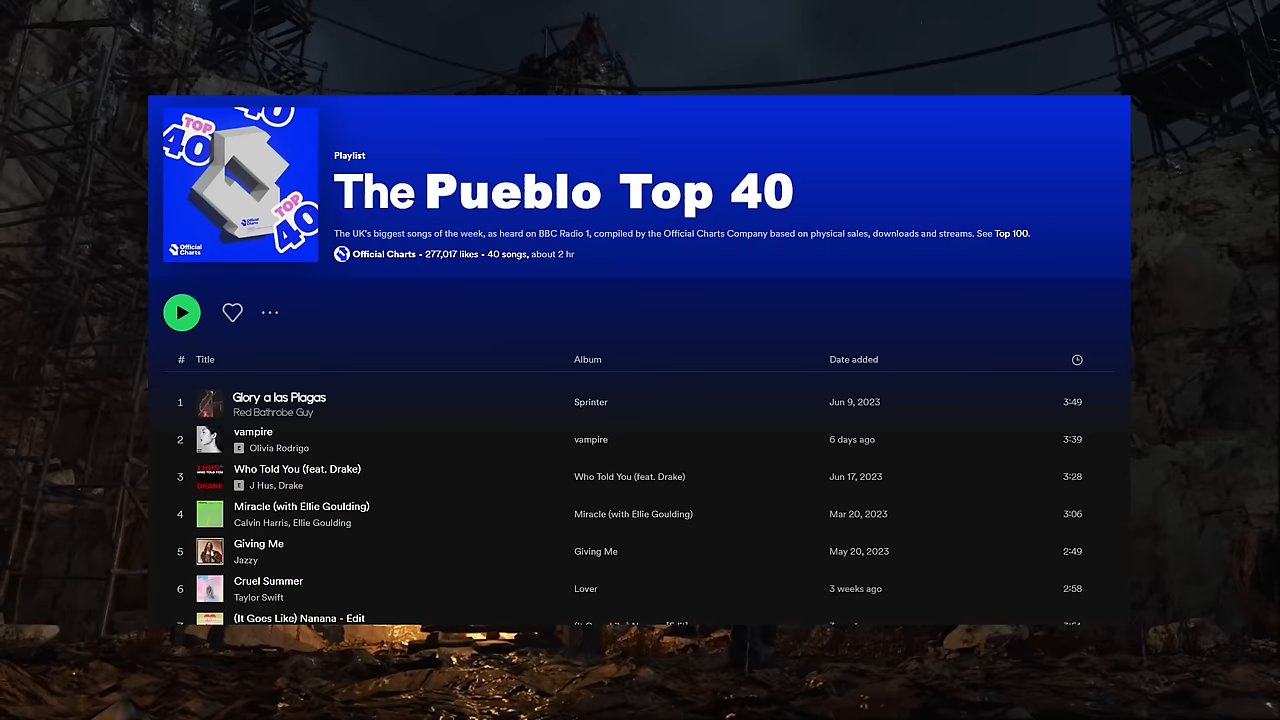 40
TOP
40
TOP
40
Official
Charts
Official
Charts
Playlist
The Pueblo Top 40
The UK's biggest songs of the week, as heard on BBC Radio 1, compiled by the Official Charts Company based on physical sales, downloads and streams. See Top 100.
Official Charts • 277,017 likes • 40 songs, about 2 hr
# Title Album Date added
1 Glory a las Plagas Sprinter Jun 9, 2023 3:49
Red Bathrobe Guy
2 vampire vampire 6 days ago 3:39
E Olivia Rodrigo
3 Who Told You (feat. Drake) Who Told You (feat. Drake) Jun 17, 2023 3:28
E J Hus, Drake
4 Miracle (with Ellie Goulding) Miracle (with Ellie Goulding) Mar 20, 2023 3:06
Calvin Harris, Ellie Goulding
5 Giving Me Giving Me May 20, 2023 2:49
Jazzy
6 Cruel Summer Lover 3 weeks ago 2:58
Taylor Swift
(It Goes Like) Nanana - Edit